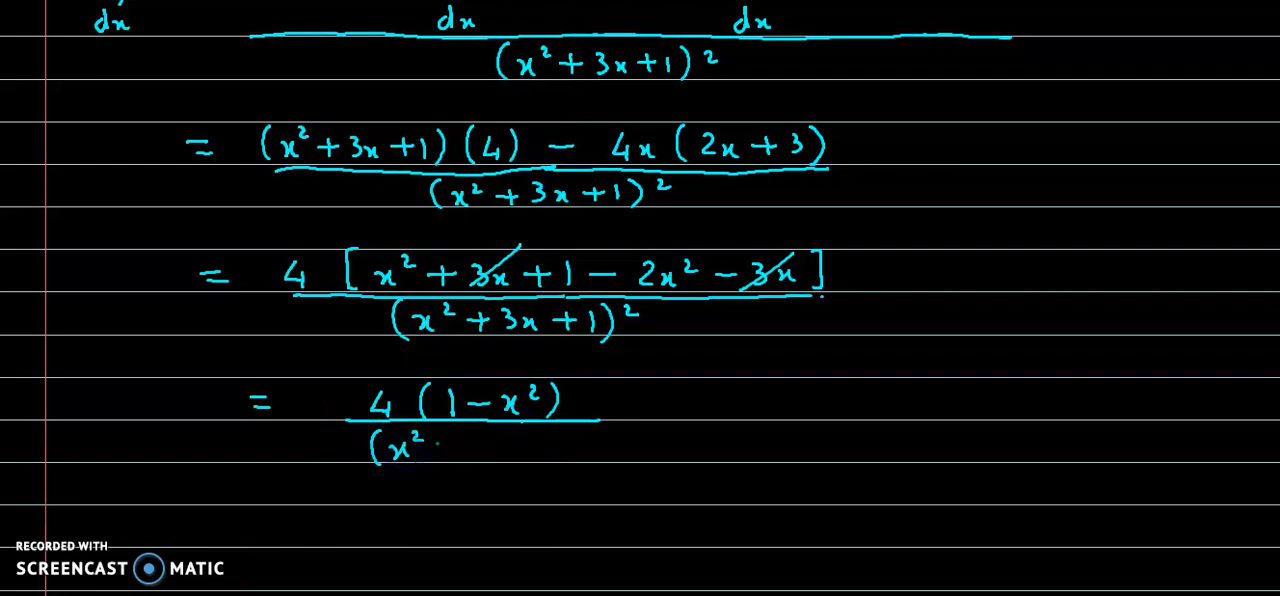 dx dx dx
(x² + 3x + 1)²
= (x² + 3x + 1) (4) − 4x (2x + 3)
(x² + 3x + 1)²
= 4 [x² + 3x + 1 − 2x² − 3x]
(x² + 3x + 1)²
= 4 (1 − x²)
(x²
RECORDED WITH
SCREENCAST MATIC